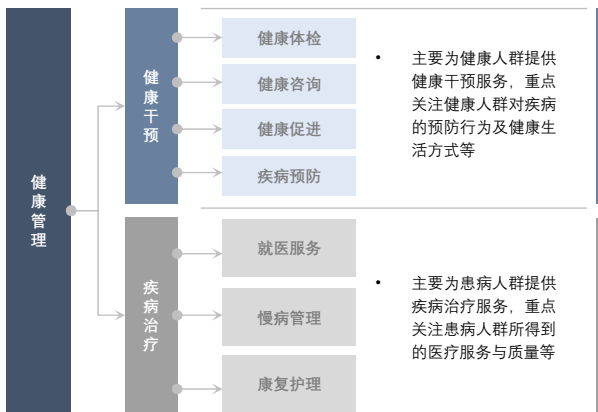 健康管理
健康干预
健康体检
健康咨询
健康促进
疾病预防
• 主要为健康人群提供
健康干预服务，重点
关注健康人群对疾病
的预防行为及健康生
活方式等
疾病治疗
就医服务
慢病管理
康复护理
• 主要为患病人群提供
疾病治疗服务，重点
关注患病人群所得到
的医疗服务与质量等